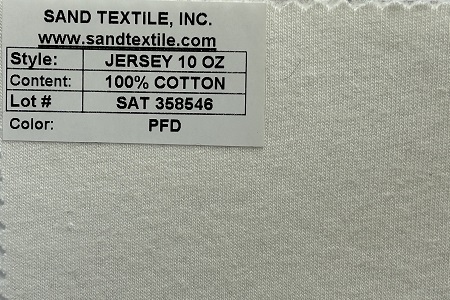 SAND TEXTILE, INC.
www.sandtextile.com
Style: JERSEY 10 OZ
Content: 100% COTTON
Lot # SAT 358546
Color: PFD